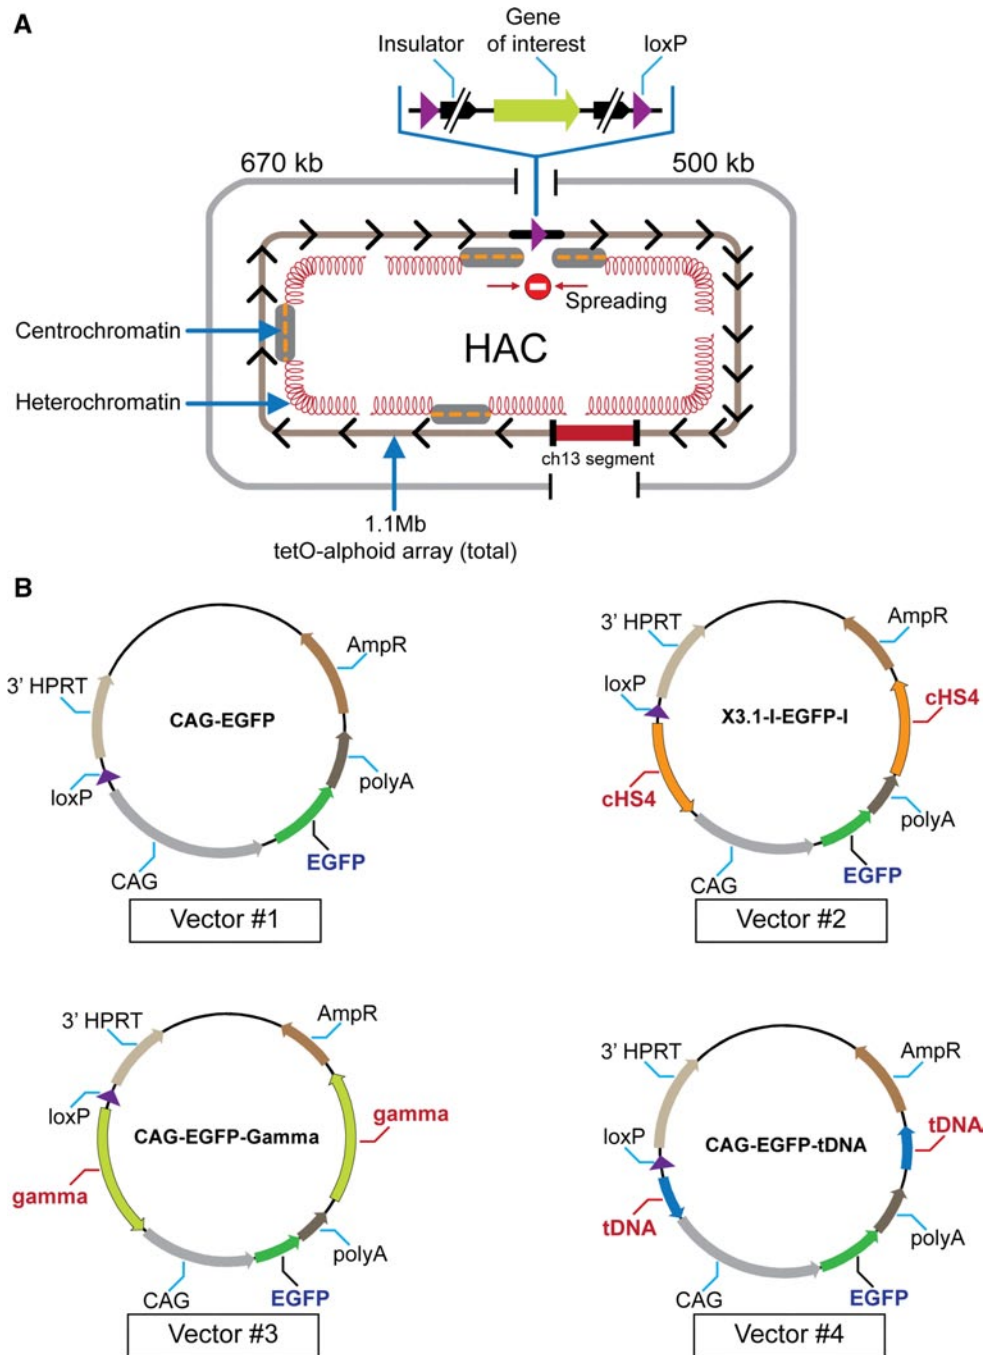 A
Gene
of interest
Insulator
loxP
670 kb
500 kb
Spreading
Centrochromatin
HAC
Heterochromatin
ch13 segment
1.1Mb
tetO-alphoid array (total)
B
3' HPRT
AmpR
CAG-EGFP
loxP
polyA
CAG
EGFP
Vector #1
3' HPRT
AmpR
loxP
X3.1-I-EGFP-I
cHS4
cHS4
polyA
CAG
EGFP
Vector #2
3' HPRT
AmpR
loxP
CAG-EGFP-Gamma
gamma
gamma
polyA
CAG
EGFP
Vector #3
3' HPRT
AmpR
loxP
CAG-EGFP-tDNA
tDNA
tDNA
polyA
CAG
EGFP
Vector #4